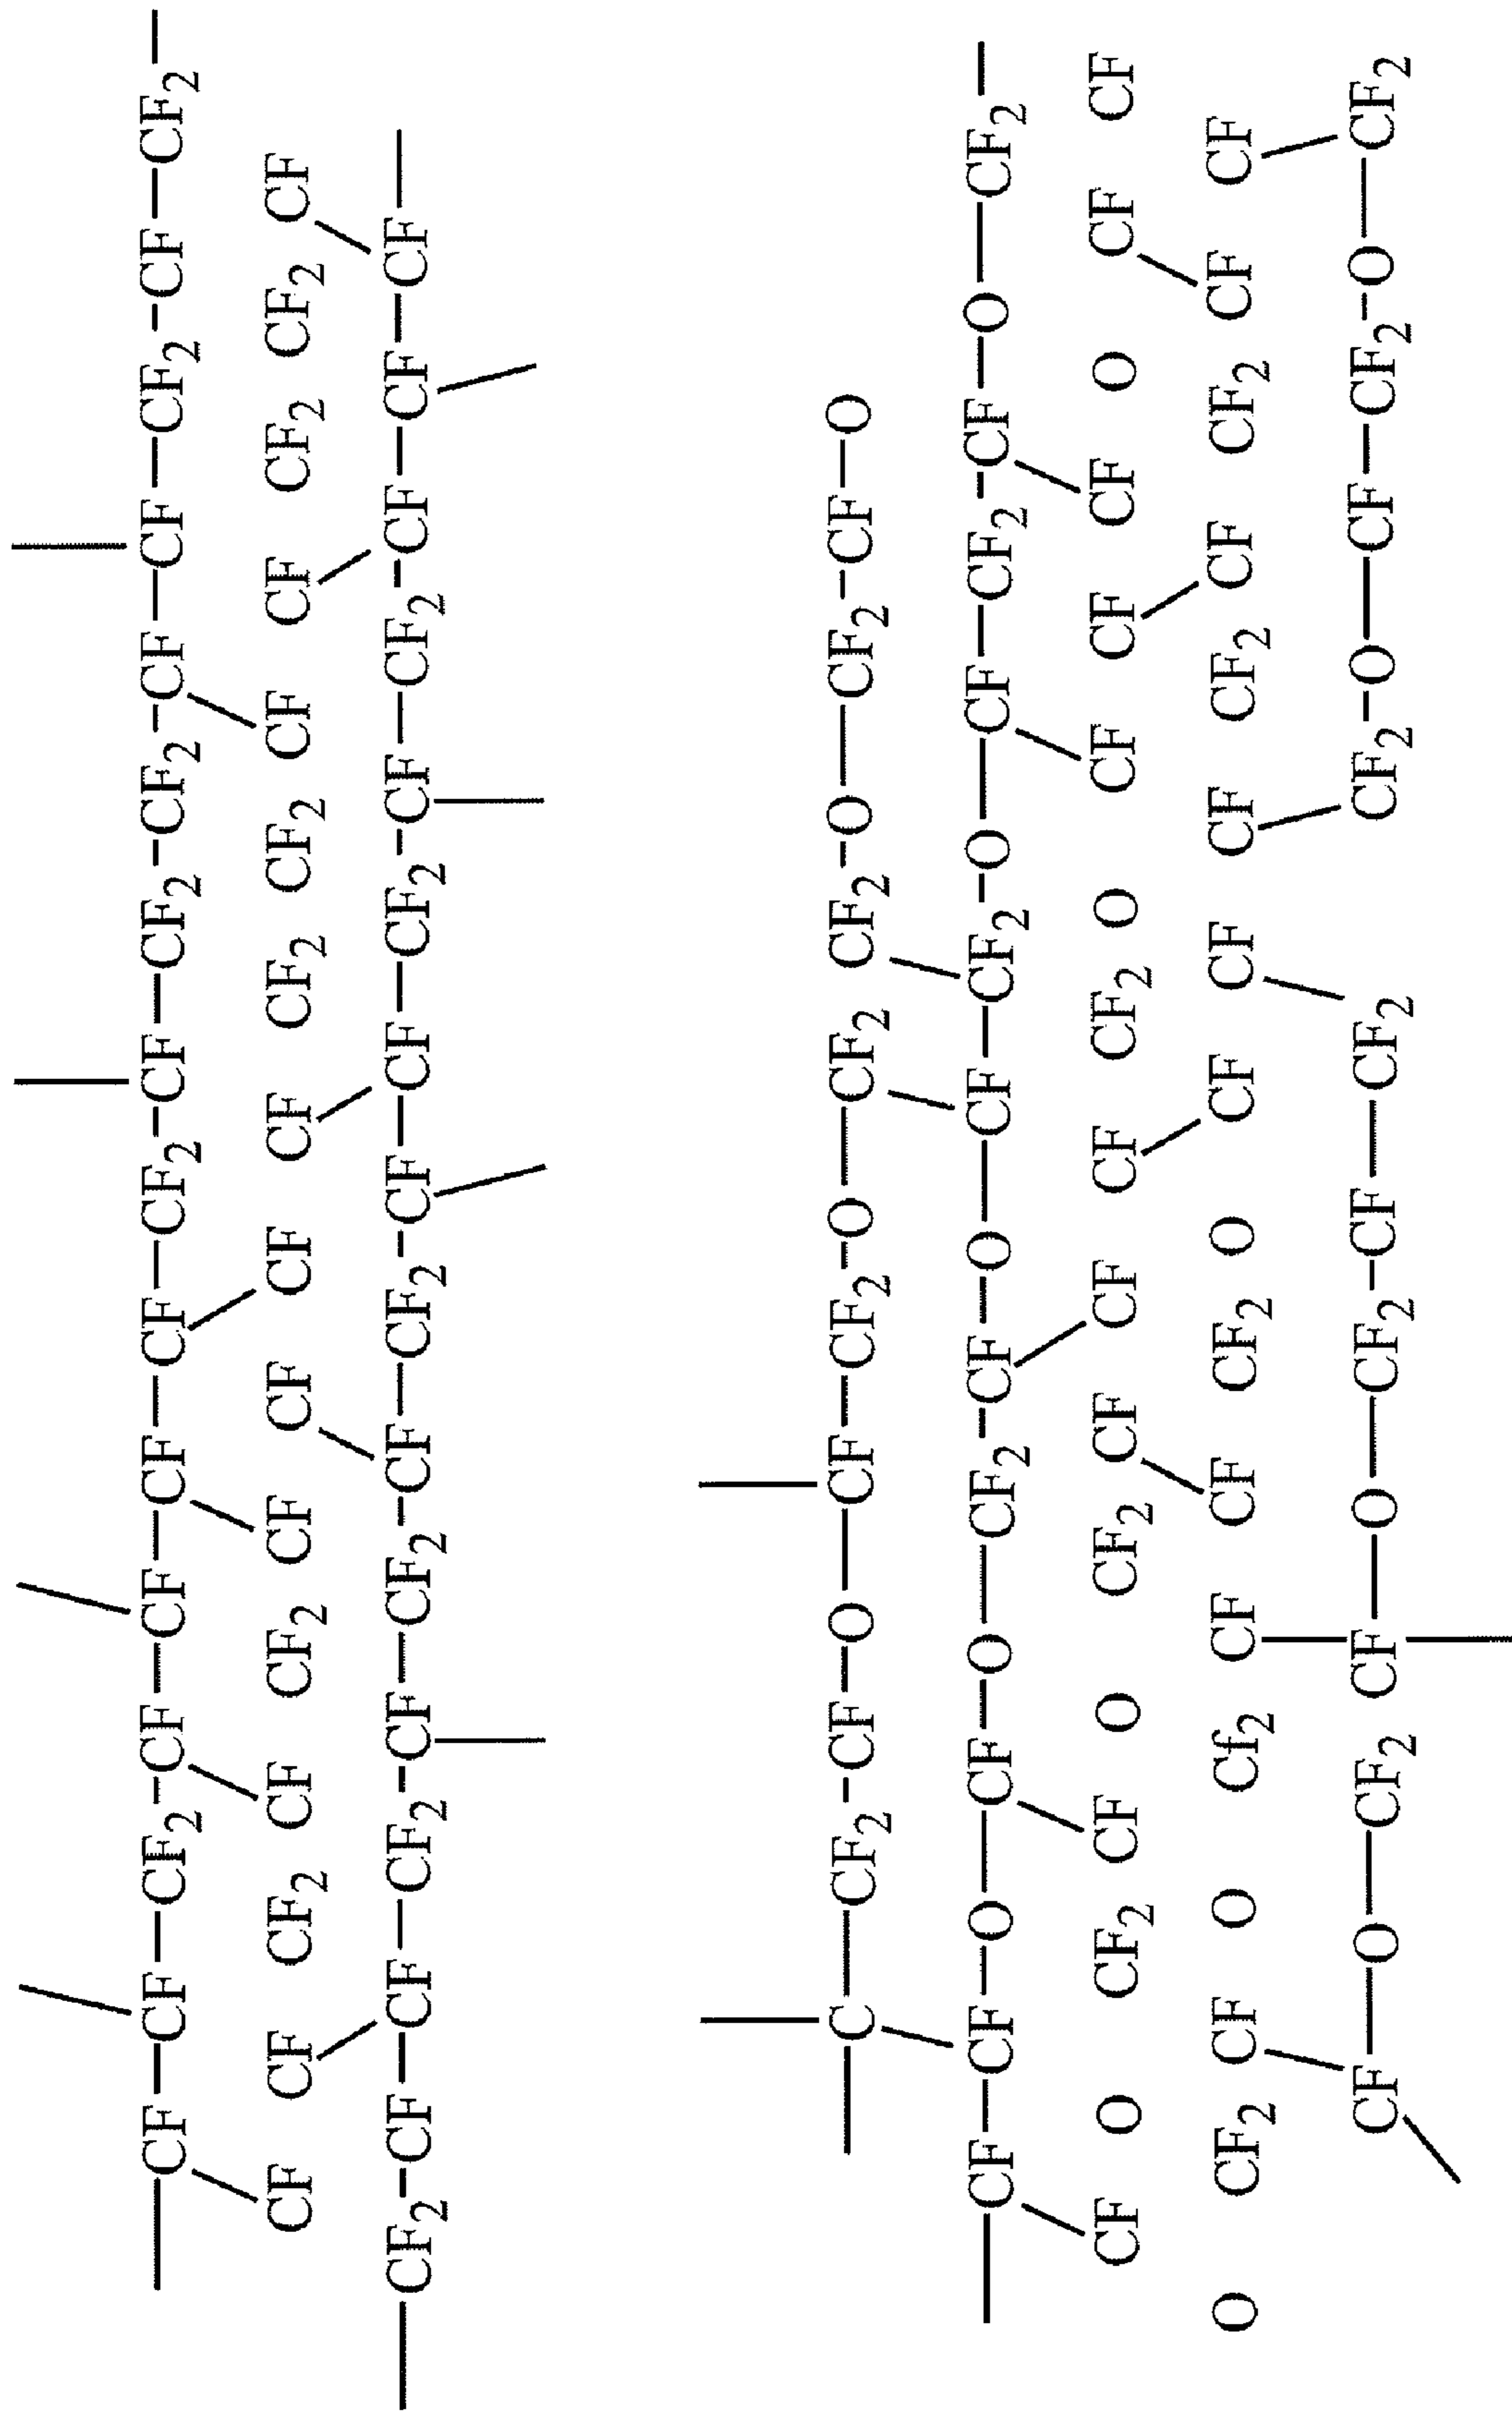 —CF—CF—CF₂—CF—CF—CF—CF—CF₂—CF—CF₂—CF₂—CF—CF—CF₂—CF—CF₂—
CF CF CF₂ CF CF₂ CF CF CF CF CF₂ CF₂ CF CF CF₂ CF₂ CF
—CF₂—CF—CF—CF₂—CF—CF₂—CF—CF₂—CF—CF—CF₂—CF—CF₂—CF—CF—CF—
—C—CF₂—CF—O—CF—CF₂—O—CF₂ CF₂—O—CF₂—CF—O
—CF—CF—O—CF—O—CF₂—CF—O—CF—CF₂—O—CF—CF₂—CF—O—CF₂—
CF O CF₂ CF O CF₂ CF CF CF CF₂ O CF CF CF O CF CF
O CF₂ CF O Cf₂ CF CF CF₂ O CF CF CF CF₂ CF CF₂ CF CF
CF—O—CF₂ CF—O—CF₂—CF—CF₂ CF₂—O—CF—CF₂—O—CF₂